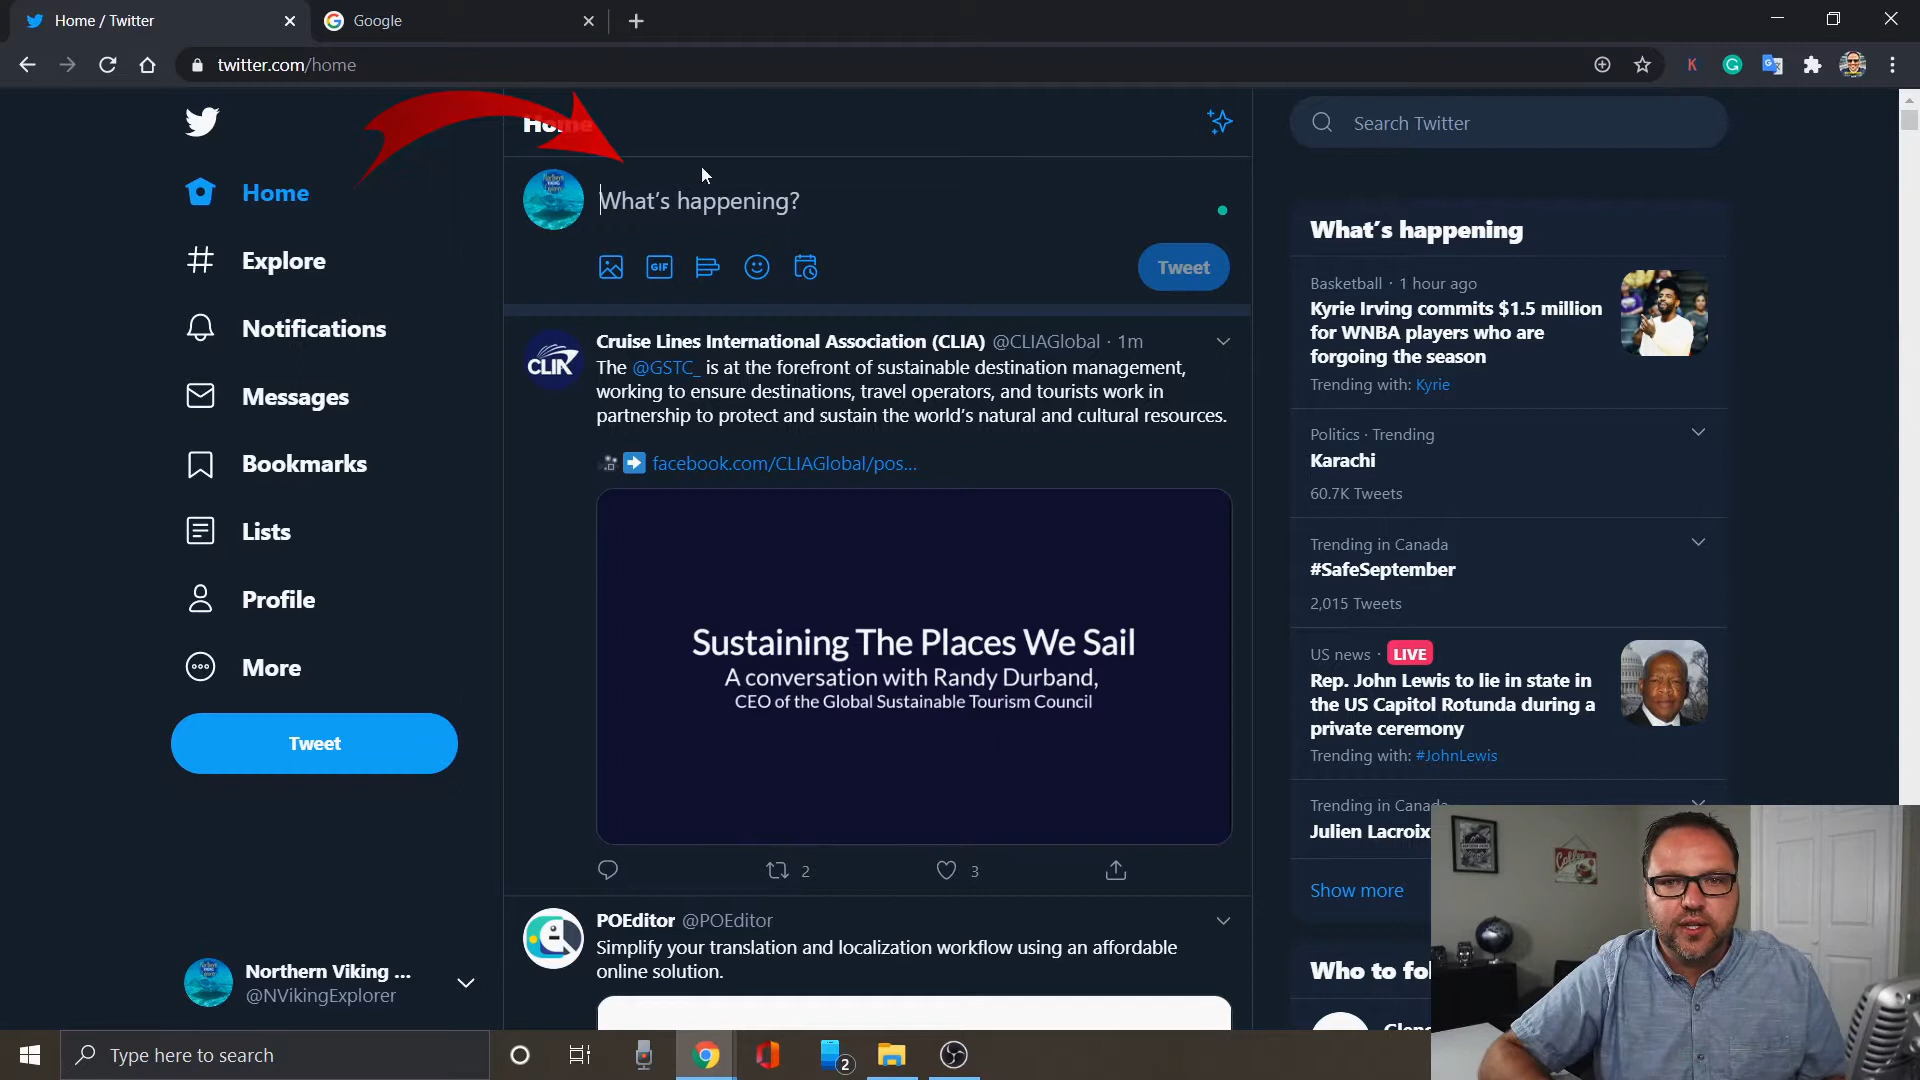 Home / Twitter
Google
twitter.com/home
K
Home
What's happening?
Search Twitter
Home
Explore
Notifications
Messages
Bookmarks
Lists
Profile
More
Tweet
Northern Viking ...
@NVikingExplorer
GIF
Tweet
Cruise Lines International Association (CLIA) @CLIAGlobal · 1m
The @GSTC_ is at the forefront of sustainable destination management,
working to ensure destinations, travel operators, and tourists work in
partnership to protect and sustain the world's natural and cultural resources.
facebook.com/CLIAGlobal/pos...
Sustaining The Places We Sail
A conversation with Randy Durband,
CEO of the Global Sustainable Tourism Council
2
3
POEditor @POEditor
Simplify your translation and localization workflow using an affordable
online solution.
What's happening
Basketball · 1 hour ago
Kyrie Irving commits $1.5 million
for WNBA players who are
forgoing the season
Trending with: Kyrie
Politics · Trending
Karachi
60.7K Tweets
Trending in Canada
#SafeSeptember
2,015 Tweets
US news · LIVE
Rep. John Lewis to lie in state in
the US Capitol Rotunda during a
private ceremony
Trending with: #JohnLewis
Trending in Canada
Julien Lacroix
Show more
Who to fol
Type here to search
2